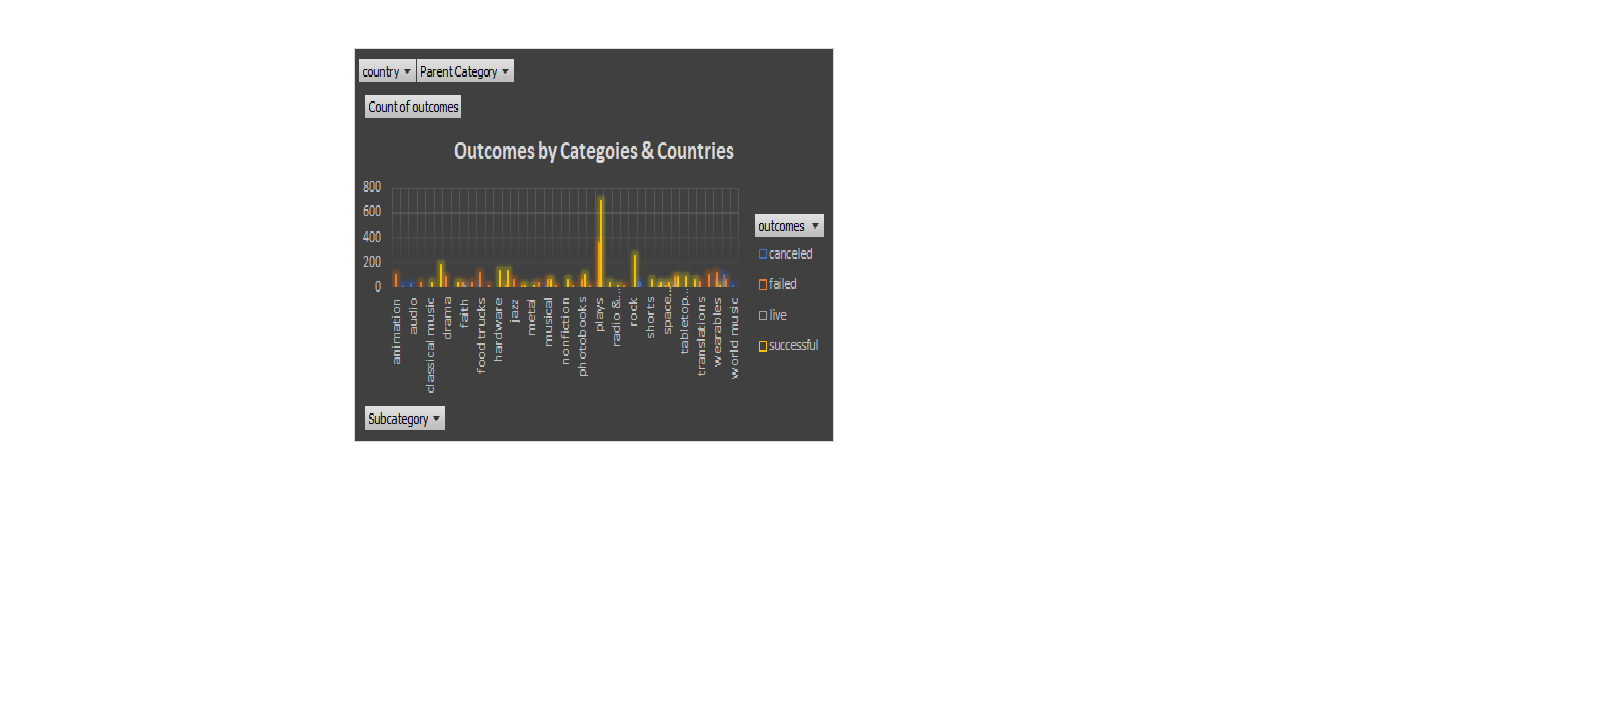 country Parent Category
Count of outcomes
Outcomes by Categoies & Countries
800
600
400
200
0
outcomes
canceled
failed
live
successful
animation
audio
classical music
drama
faith
food trucks
hardware
jazz
metal
musical
nonfiction
photobooks
plays
radio &...
rock
shorts
space...
tabletop...
translations
wearables
world music
Subcategory